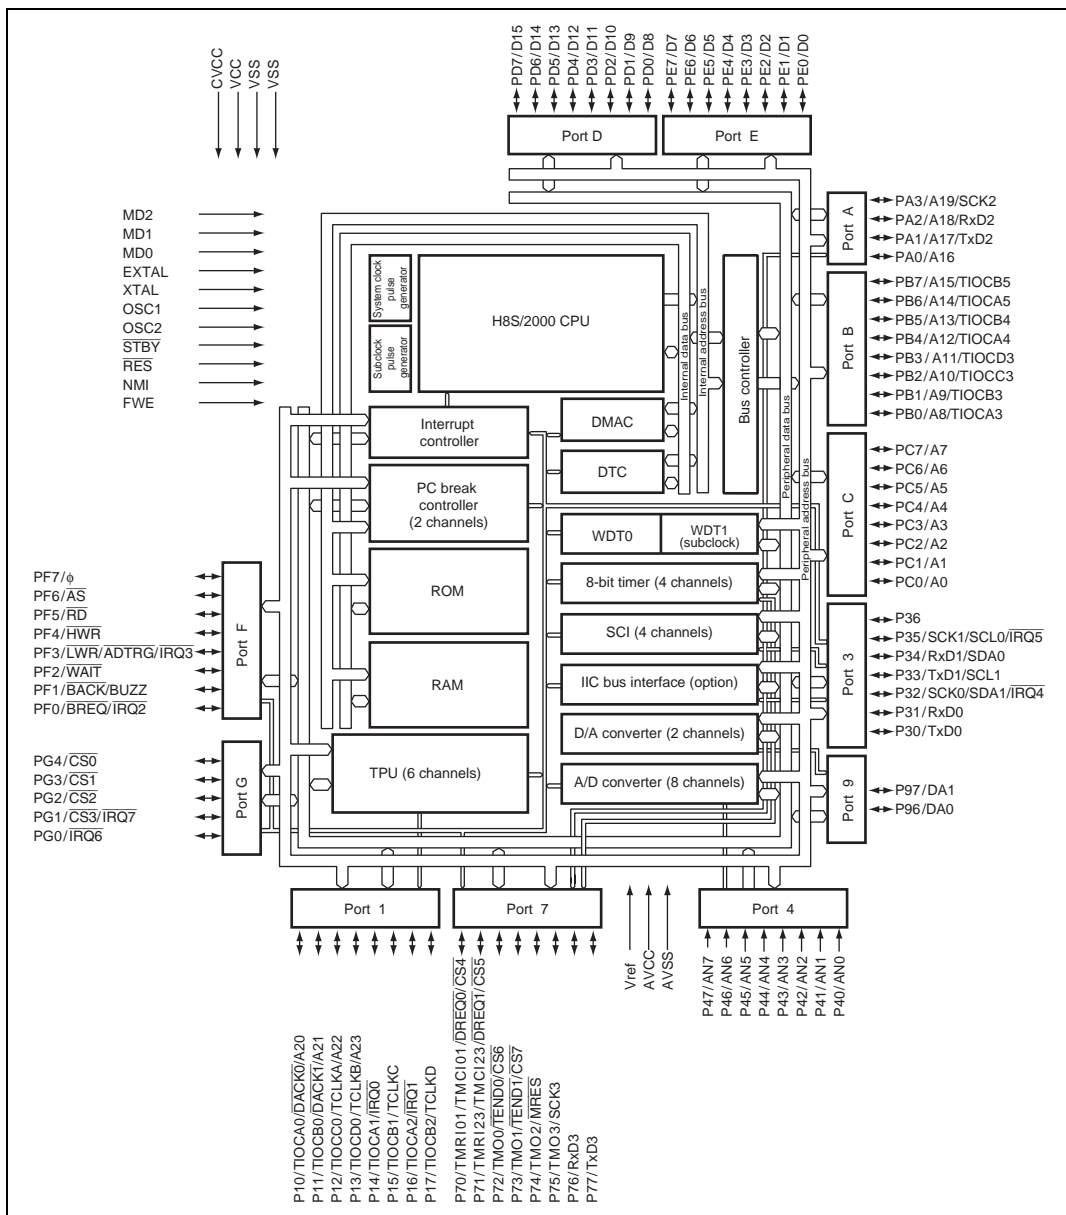 CVCC
VCC
VSS
VSS
PD7/D15
PD6/D14
PD5/D13
PD4/D12
PD3/D11
PD2/D10
PD1/D9
PD0/D8
PE7/D7
PE6/D6
PE5/D5
PE4/D4
PE3/D3
PE2/D2
PE1/D1
PE0/D0
Port D
Port E
MD2
MD1
MD0
EXTAL
XTAL
OSC1
OSC2
STBY
RES
NMI
FWE
System clock
pulse
generator
Subclock
pulse
generator
H8S/2000 CPU
Internal data bus
Internal address bus
Bus controller
Peripheral data bus
Peripheral address bus
Port A
PA3/A19/SCK2
PA2/A18/RxD2
PA1/A17/TxD2
PA0/A16
Port B
PB7/A15/TIOCB5
PB6/A14/TIOCA5
PB5/A13/TIOCB4
PB4/A12/TIOCA4
PB3/A11/TIOCD3
PB2/A10/TIOCC3
PB1/A9/TIOCB3
PB0/A8/TIOCA3
Interrupt
controller
DMAC
PC break
controller
(2 channels)
DTC
Port C
PC7/A7
PC6/A6
PC5/A5
PC4/A4
PC3/A3
PC2/A2
PC1/A1
PC0/A0
WDT0
WDT1
(subclock)
ROM
8-bit timer (4 channels)
SCI (4 channels)
RAM
IIC bus interface (option)
D/A converter (2 channels)
TPU (6 channels)
A/D converter (8 channels)
PF7/ϕ
PF6/AS
PF5/RD
PF4/HWR
PF3/LWR/ADTRG/IRQ3
PF2/WAIT
PF1/BACK/BUZZ
PF0/BREQ/IRQ2
Port F
PG4/CS0
PG3/CS1
PG2/CS2
PG1/CS3/IRQ7
PG0/IRQ6
Port G
Port 3
P36
P35/SCK1/SCL0/IRQ5
P34/RxD1/SDA0
P33/TxD1/SCL1
P32/SCK0/SDA1/IRQ4
P31/RxD0
P30/TxD0
Port 9
P97/DA1
P96/DA0
Port 1
Port 7
Port 4
P10/TIOCA0/DACK0/A20
P11/TIOCB0/DACK1/A21
P12/TIOCC0/TCLKA/A22
P13/TIOCD0/TCLKB/A23
P14/TIOCA1/IRQ0
P15/TIOCB1/TCLKC
P16/TIOCA2/IRQ1
P17/TIOCB2/TCLKD
P70/TMRI01/TMCI01/DREQ0/CS4
P71/TMRI23/TMCI23/DREQ1/CS5
P72/TMO0/TEND0/CS6
P73/TMO1/TEND1/CS7
P74/TMO2/MRES
P75/TMO3/SCK3
P76/RxD3
P77/TxD3
Vref
AVCC
AVSS
P47/AN7
P46/AN6
P45/AN5
P44/AN4
P43/AN3
P42/AN2
P41/AN1
P40/AN0